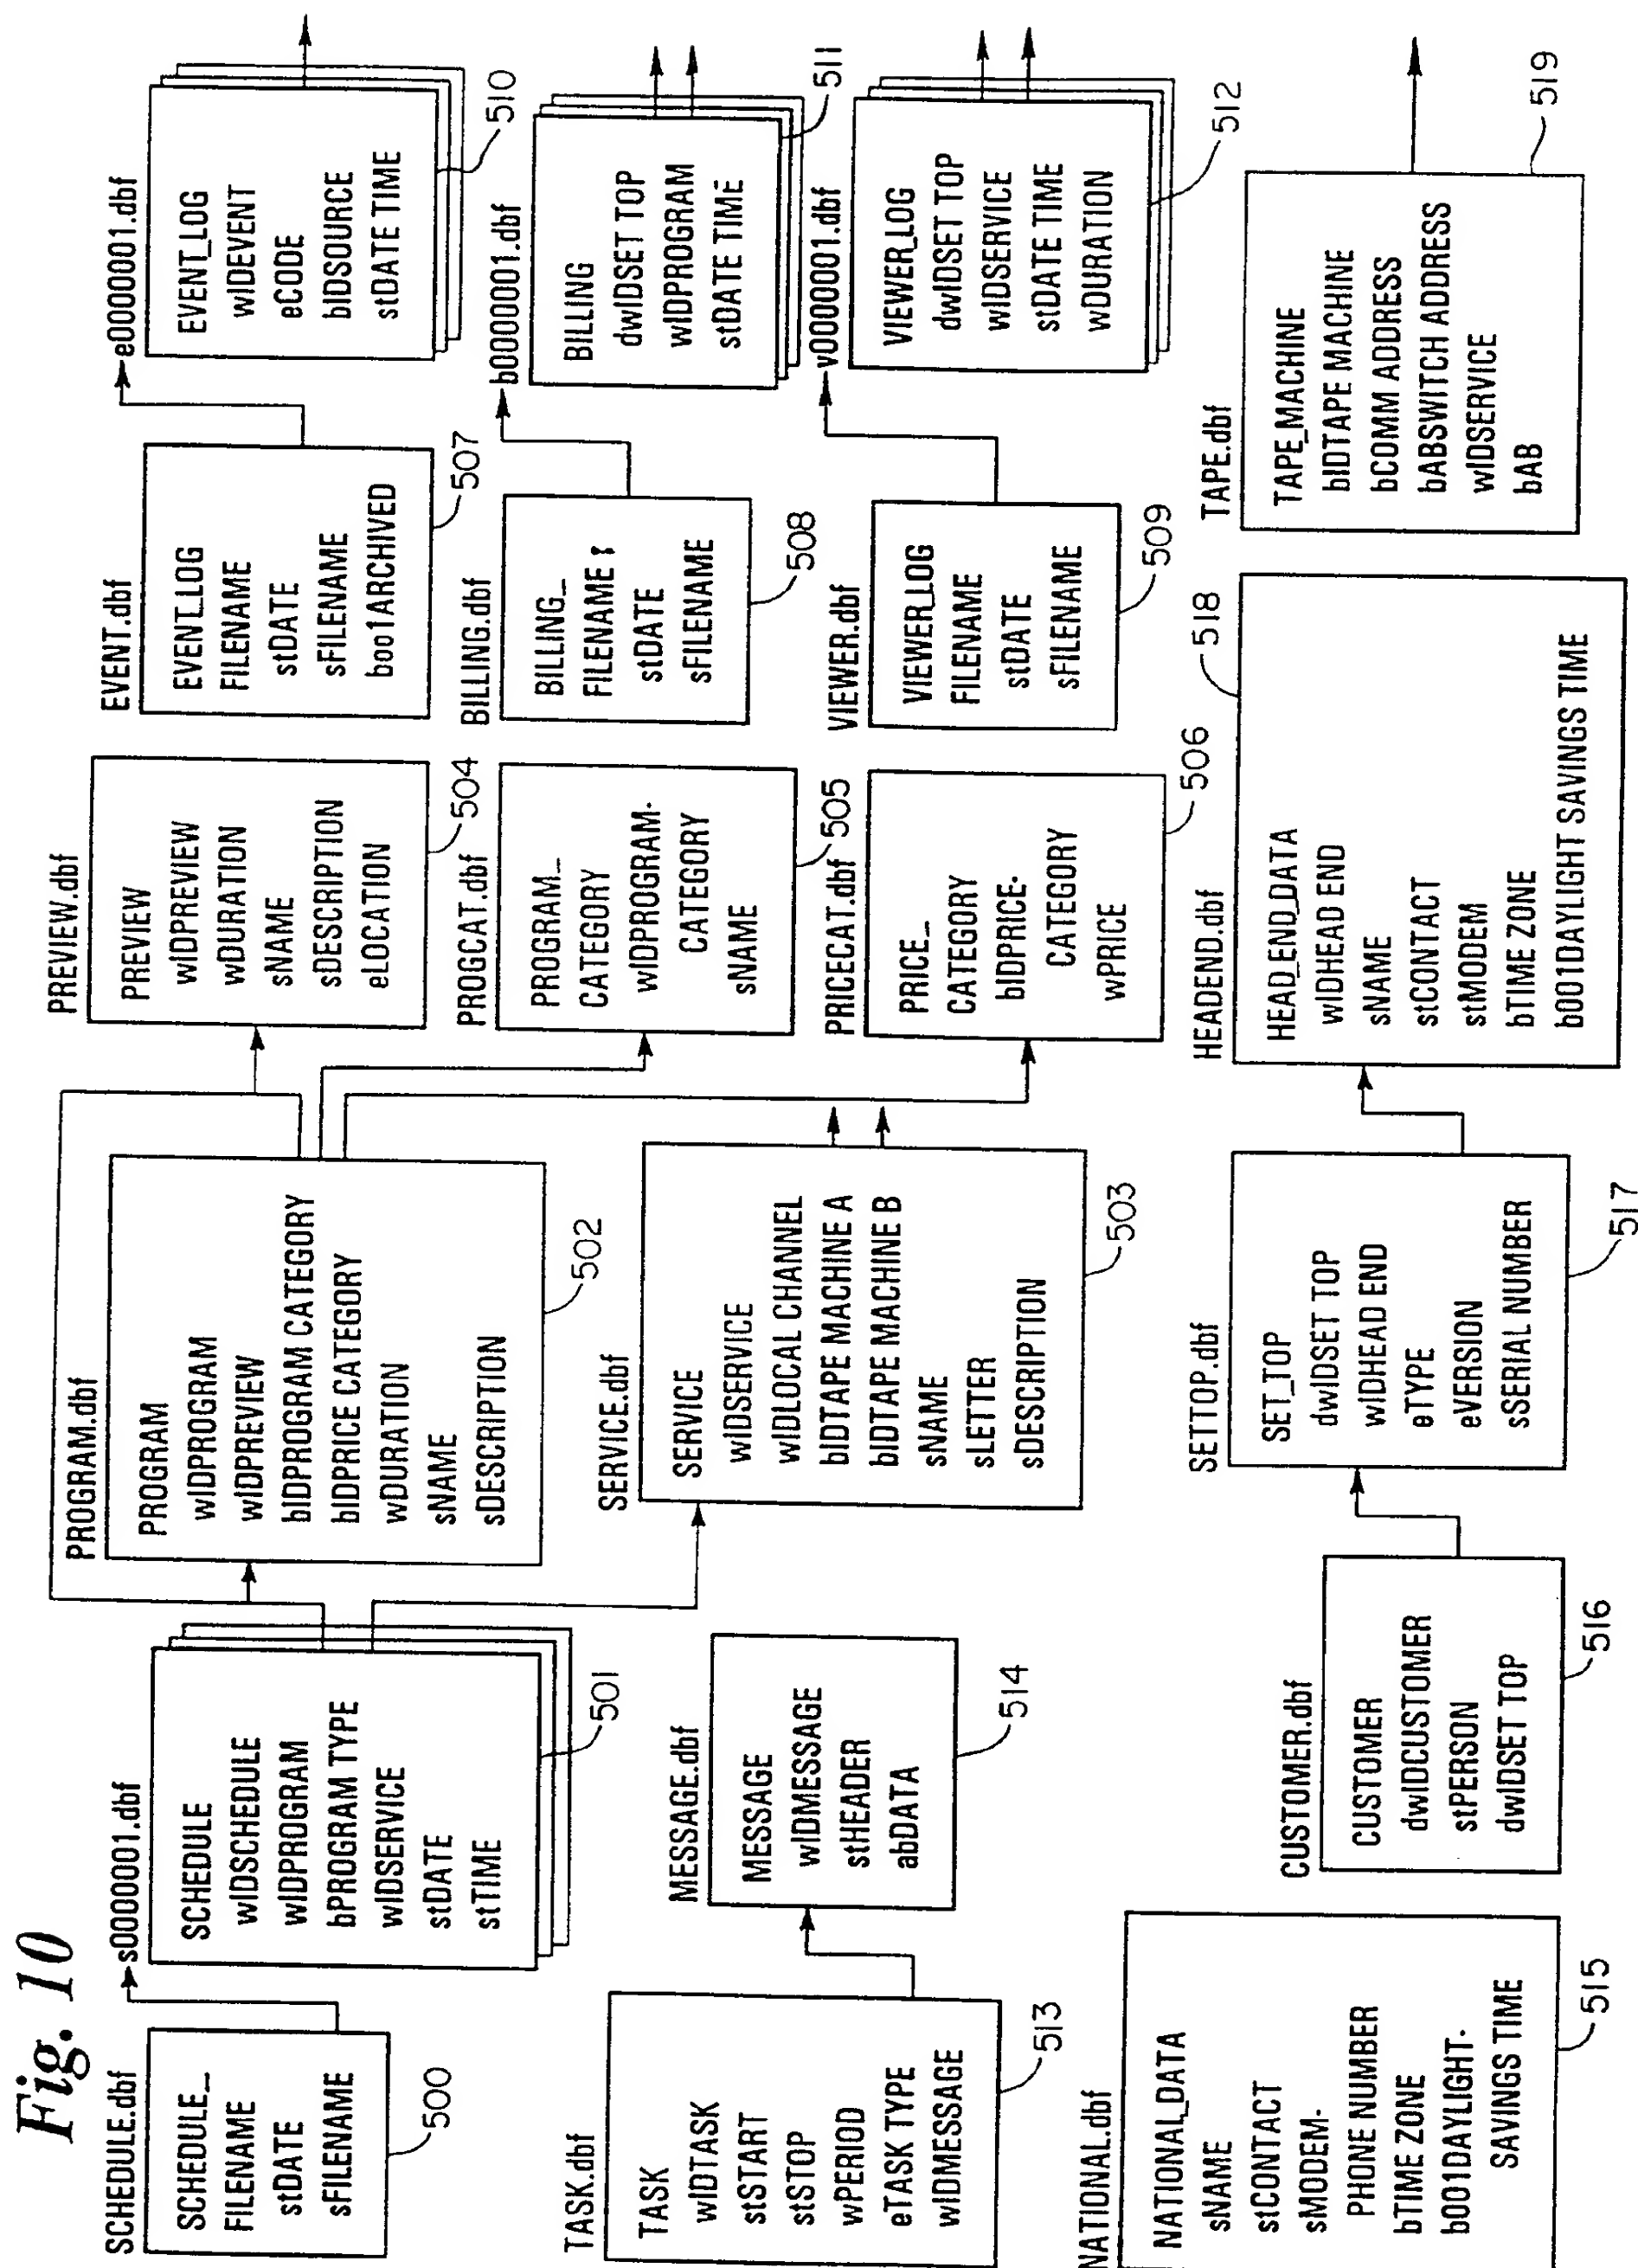 Fig. 10
SCHEDULE.dbf
SCHEDULE_
FILENAME
stDATE
sFILENAME
500
s000001.dbf
SCHEDULE
wIDSCHEDULE
wIDPROGRAM
bPROGRAM TYPE
wIDSERVICE
stDATE
stTIME
501
PROGRAM.dbf
PROGRAM
wIDPROGRAM
wIDPREVIEW
bIDPROGRAM CATEGORY
bIDPRICE CATEGORY
wDURATION
sNAME
sDESCRIPTION
502
SERVICE.dbf
SERVICE
wIDSERVICE
wIDLOCAL CHANNEL
bIDTAPE MACHINE A
bIDTAPE MACHINE B
sNAME
sLETTER
sDESCRIPTION
503
PREVIEW.dbf
PREVIEW
wIDPREVIEW
wDURATION
sNAME
sDESCRIPTION
eLOCATION
504
PROGCAT.dbf
PROGRAM_
CATEGORY
wIDPROGRAM-
CATEGORY
sNAME
505
PRICECAT.dbf
PRICE_
CATEGORY
bIDPRICE-
CATEGORY
wPRICE
506
EVENT.dbf
EVENT_LOG
FILENAME
stDATE
sFILENAME
boo1ARCHIVED
507
BILLING.dbf
BILLING_
FILENAME
stDATE
sFILENAME
508
VIEWER.dbf
VIEWER_LOG
FILENAME
stDATE
sFILENAME
509
e000001.dbf
EVENT_LOG
wIDEVENT
eCODE
bIDSOURCE
stDATE TIME
510
b000001.dbf
BILLING
dwIDSET TOP
wIDPROGRAM
stDATE TIME
511
v000001.dbf
VIEWER_LOG
dwIDSET TOP
wIDSERVICE
stDATE TIME
wDURATION
512
TASK.dbf
TASK
wIDTASK
stSTART
stSTOP
wPERIOD
eTASK TYPE
wIDMESSAGE
513
MESSAGE.dbf
MESSAGE
wIDMESSAGE
stHEADER
abDATA
514
NATIONAL.dbf
NATIONAL_DATA
sNAME
stCONTACT
sMODEM-
PHONE NUMBER
bTIME ZONE
b001DAYLIGHT-
SAVINGS TIME
515
CUSTOMER.dbf
CUSTOMER
dwIDCUSTOMER
stPERSON
dwIDSET TOP
516
SETTOP.dbf
SET_TOP
dwIDSET TOP
wIDHEAD END
eTYPE
eVERSION
sSERIAL NUMBER
517
HEADEND.dbf
HEAD_END_DATA
wIDHEAD END
sNAME
stCONTACT
stMODEM
bTIME ZONE
b001DAYLIGHT SAVINGS TIME
518
TAPE.dbf
TAPE_MACHINE
bIDTAPE MACHINE
bCOMM ADDRESS
bABSWITCH ADDRESS
wIDSERVICE
bAB
519